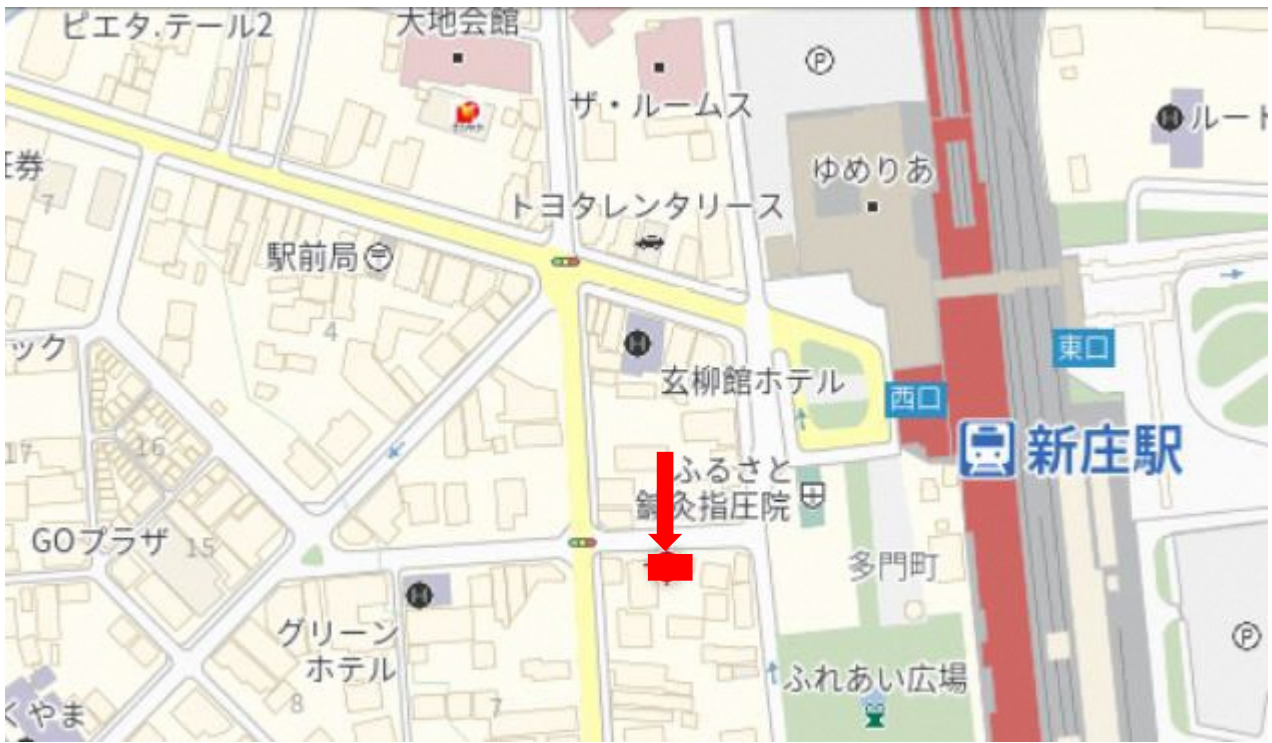 ピエタ.テール2
大地会館
ザ・ルームス
P
H
ルート
証券
7
ゆめりあ
トヨタレンタリース
駅前局
4
ック
H
玄柳館ホテル
東口
西口
新庄駅
17
16
ふるさと
鍼灸指圧院
GOプラザ
15
多門町
H
グリーン
ホテル
P
8
7
ふれあい広場
くやま